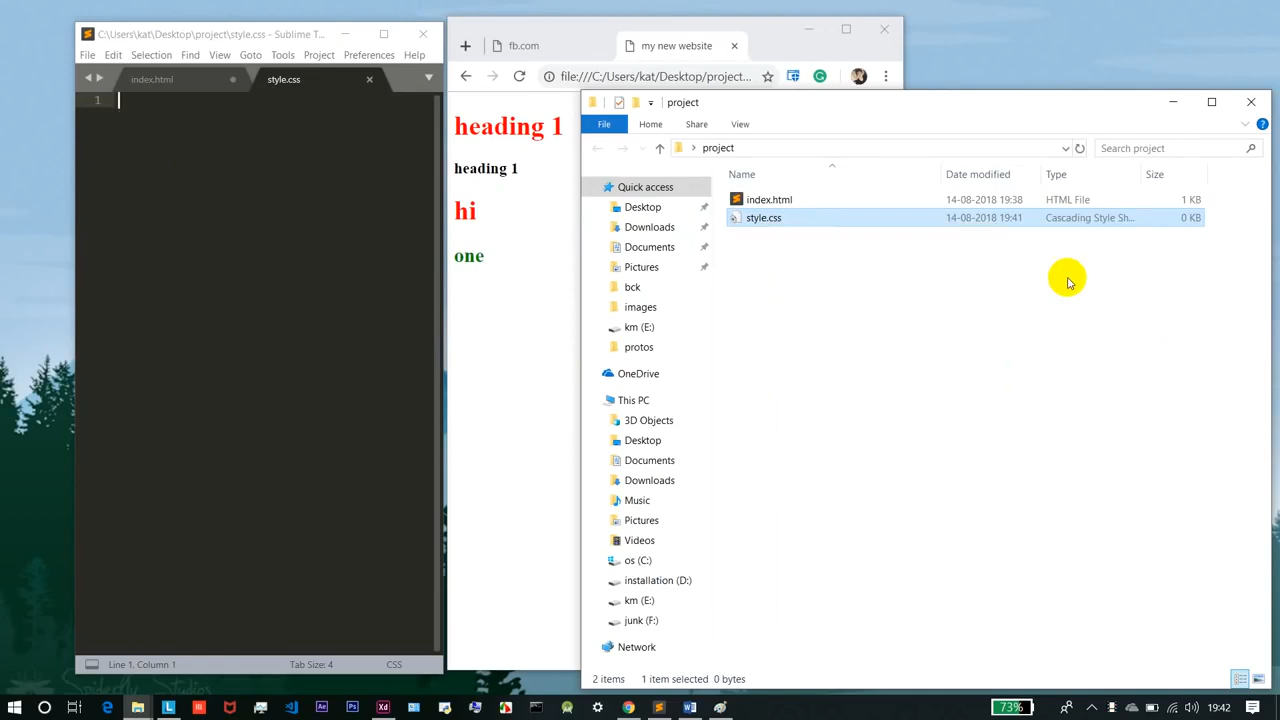 C:\Users\kat\Desktop\project\style.css - Sublime T...
File Edit Selection Find View Goto Tools Project Preferences Help
index.html
style.css
1
Line 1, Column 1
Tab Size: 4
CSS
fb.com
my new website
file:///C:/Users/kat/Desktop/project...
heading 1
heading 1
hi
one
project
File Home Share View
project
Search project
Name Date modified Type Size
index.html 14-08-2018 19:38 HTML File 1 KB
style.css 14-08-2018 19:41 Cascading Style Sh... 0 KB
Quick access
Desktop
Downloads
Documents
Pictures
bck
images
km (E:)
protos
OneDrive
This PC
3D Objects
Desktop
Documents
Downloads
Music
Pictures
Videos
os (C:)
installation (D:)
km (E:)
junk (F:)
Network
2 items 1 item selected 0 bytes
Spiderfly Studios
73%
19:42